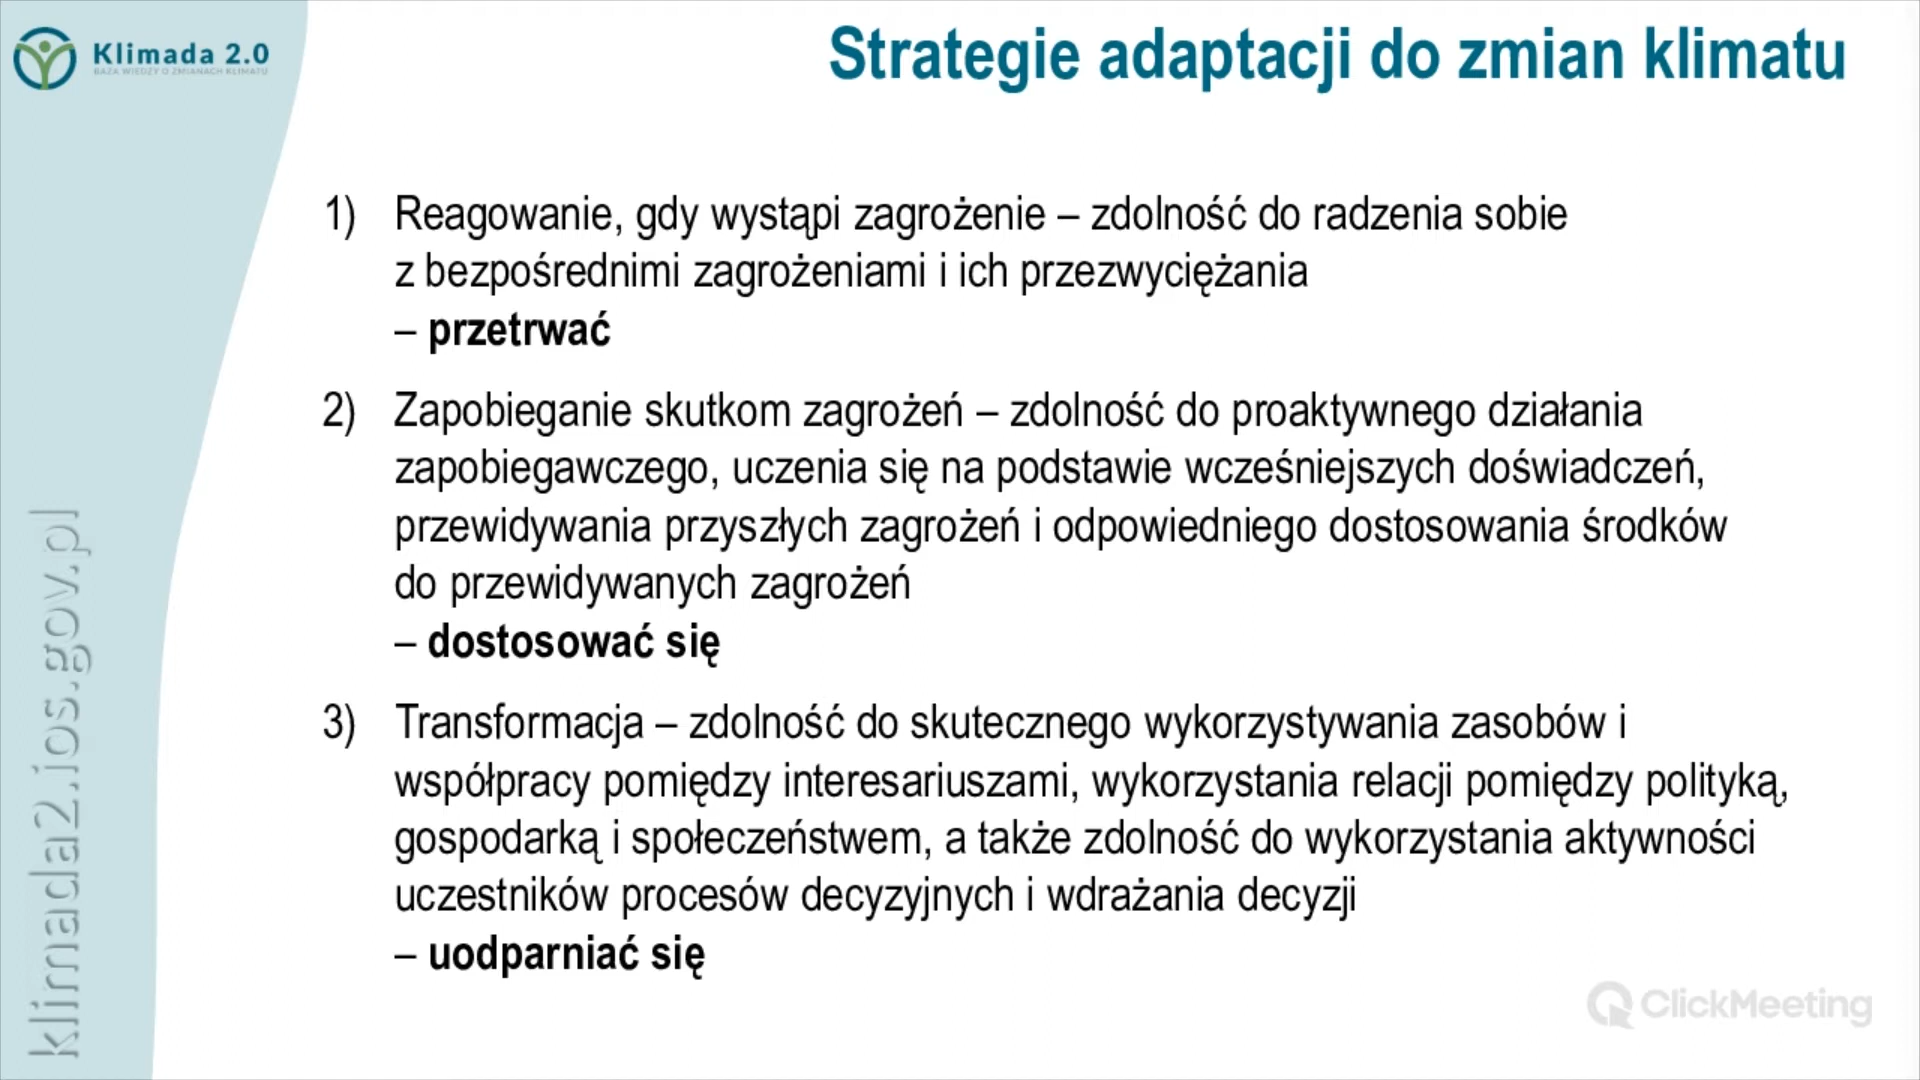 Klimada 2.0
BAZA WIEDZY O ZMIANACH KLIMATU
Strategie adaptacji do zmian klimatu
1) Reagowanie, gdy wystąpi zagrożenie – zdolność do radzenia sobie
z bezpośrednimi zagrożeniami i ich przezwyciężania
– przetrwać
2) Zapobieganie skutkom zagrożeń – zdolność do proaktywnego działania
zapobiegawczego, uczenia się na podstawie wcześniejszych doświadczeń,
przewidywania przyszłych zagrożeń i odpowiedniego dostosowania środków
do przewidywanych zagrożeń
– dostosować się
3) Transformacja – zdolność do skutecznego wykorzystywania zasobów i
współpracy pomiędzy interesariuszami, wykorzystania relacji pomiędzy polityką,
gospodarką i społeczeństwem, a także zdolność do wykorzystania aktywności
uczestników procesów decyzyjnych i wdrażania decyzji
– uodparniać się
klimada2.ios.gov.pl
ClickMeeting